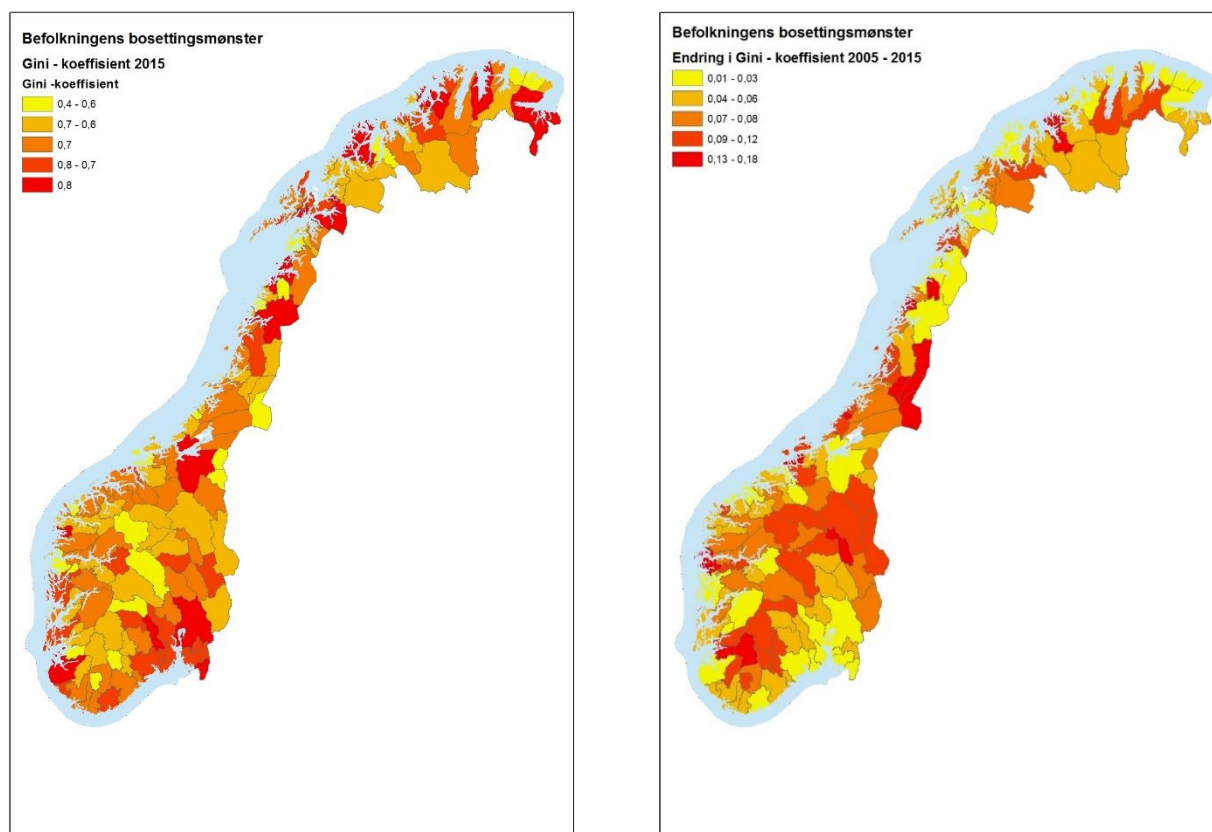 Befolkningens bosettingsmønster
Gini - koeffisient 2015
Gini -koeffisient
0,4 - 0,6
0,7 - 0,6
0,7
0,8 - 0,7
0,8
Befolkningens bosettingsmønster
Endring i Gini - koeffisient 2005 - 2015
0,01 - 0,03
0,04 - 0,06
0,07 - 0,08
0,09 - 0,12
0,13 - 0,18